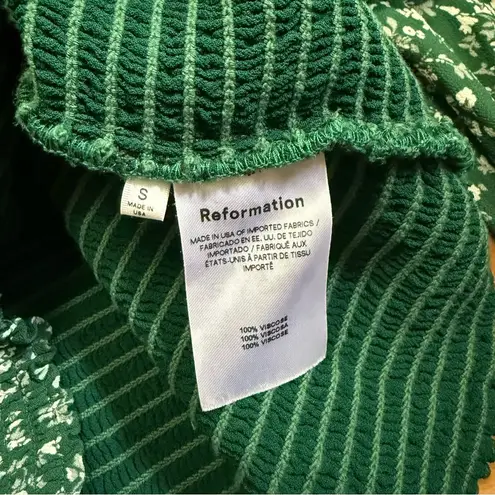 S
MADE IN
USA
Reformation
MADE IN USA OF IMPORTED FABRICS /
FABRICADO EN EE. UU. DE TEJIDO
IMPORTADO / FABRIQUÉ AUX
ÉTATS-UNIS À PARTIR DE TISSU
IMPORTÉ
100% VISCOSE
100% VISCOSA
100% VISCOSE